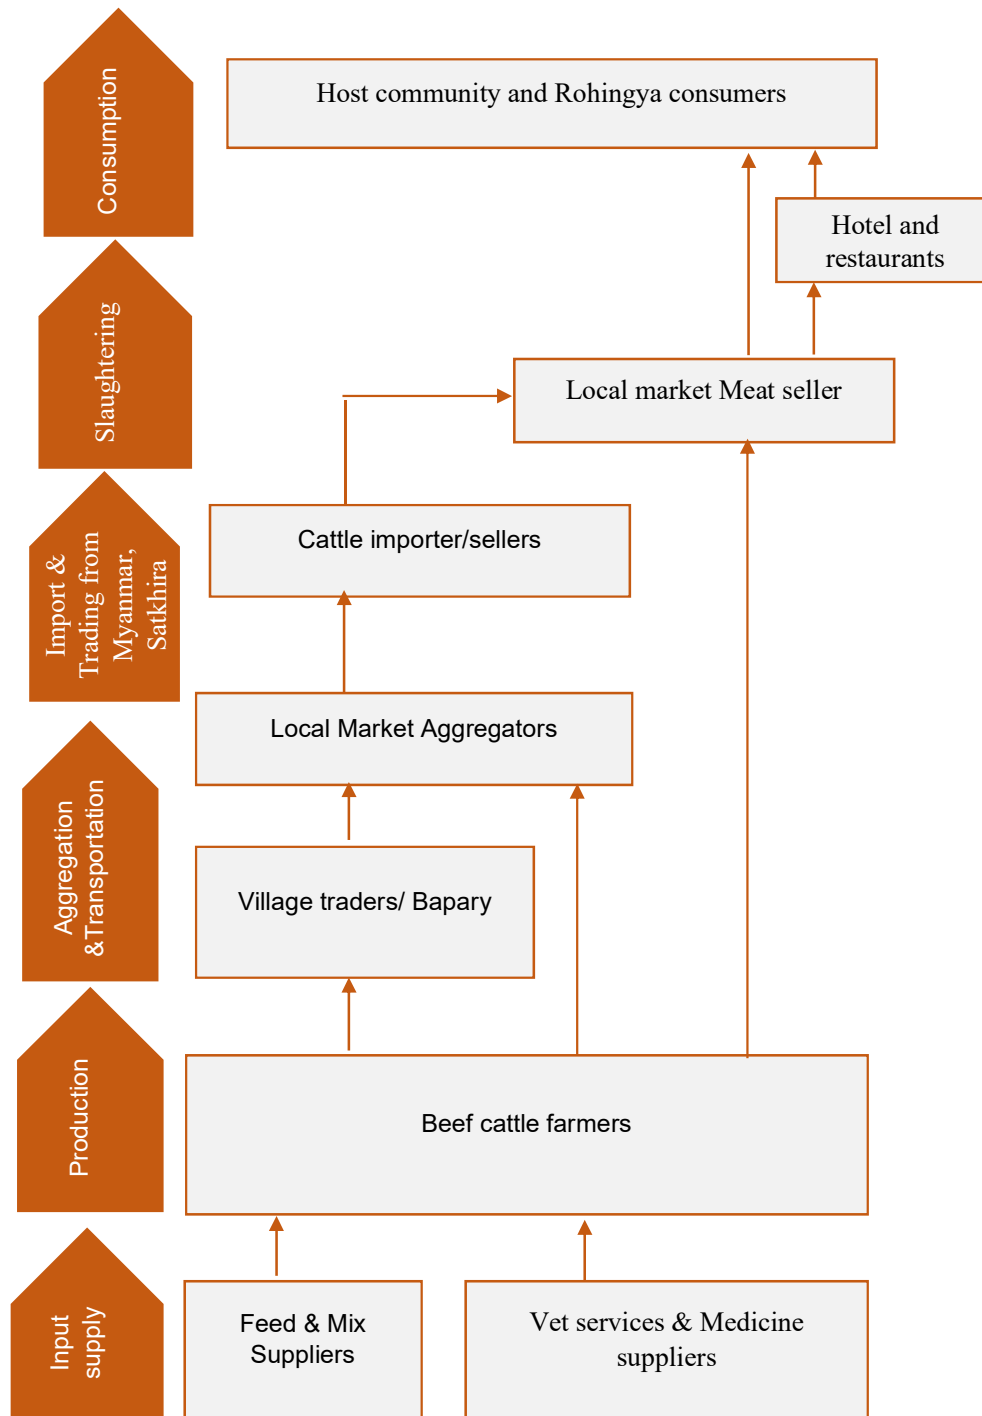 Consumption
Host community and Rohingya consumers
Hotel and
restaurants
Slaughtering
Local market Meat seller
Import &
Trading from
Myanmar,
Satkhira
Cattle importer/sellers
Local Market Aggregators
Aggregation
&Transportation
Village traders/ Bapary
Production
Beef cattle farmers
Input
supply
Feed & Mix
Suppliers
Vet services & Medicine
suppliers